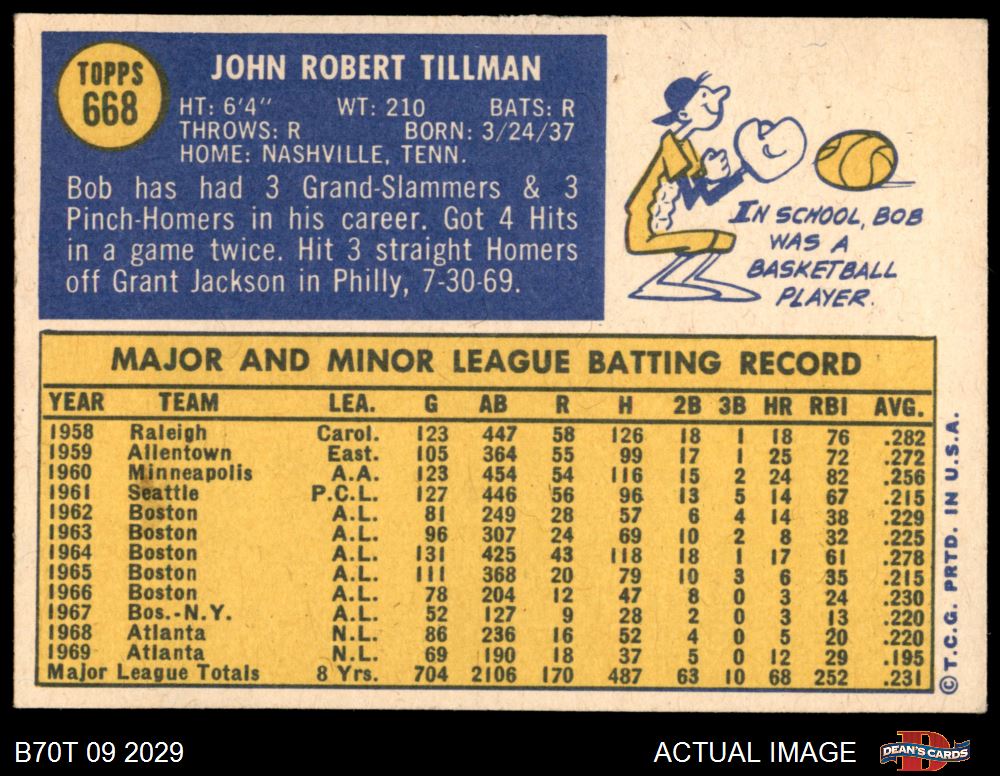 TOPPS
668
JOHN ROBERT TILLMAN
HT: 6'4" WT: 210 BATS: R
THROWS: R BORN: 3/24/37
HOME: NASHVILLE, TENN.
Bob has had 3 Grand-Slammers & 3
Pinch-Homers in his career. Got 4 Hits
in a game twice. Hit 3 straight Homers
off Grant Jackson in Philly, 7-30-69.
IN SCHOOL, BOB
WAS A
BASKETBALL
PLAYER.
MAJOR AND MINOR LEAGUE BATTING RECORD
YEAR TEAM LEA. G AB R H 2B 3B HR RBI AVG.
1958 Raleigh Carol. 123 447 58 126 18 1 18 76 .282
1959 Allentown East. 105 364 55 99 17 1 25 72 .272
1960 Minneapolis A.A. 123 454 54 116 15 2 24 82 .256
1961 Seattle P.C.L. 127 446 56 96 13 5 14 67 .215
1962 Boston A.L. 81 249 28 57 6 4 14 38 .229
1963 Boston A.L. 96 307 24 69 10 2 8 32 .225
1964 Boston A.L. 131 425 43 118 18 1 17 61 .278
1965 Boston A.L. 111 368 20 79 10 3 6 35 .215
1966 Boston A.L. 78 204 12 47 8 0 3 24 .230
1967 Bos.-N.Y. A.L. 52 127 9 28 2 0 3 13 .220
1968 Atlanta N.L. 86 236 16 52 4 0 5 20 .220
1969 Atlanta N.L. 69 190 18 37 5 0 12 29 .195
Major League Totals 8 Yrs. 704 2106 170 487 63 10 68 252 .231
©T.C.G. PRTD. IN U.S.A.
B70T 09 2029
ACTUAL IMAGE
DEAN'S CARDS